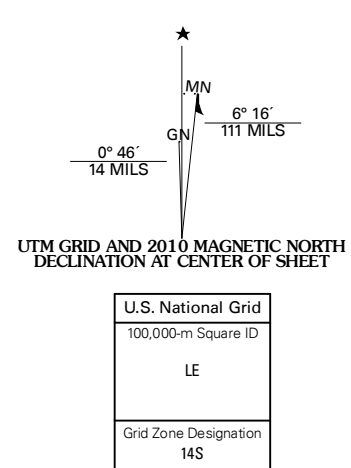 MN
6° 16´
111 MILS
GN
0° 46´
14 MILS
UTM GRID AND 2010 MAGNETIC NORTH
DECLINATION AT CENTER OF SHEET
U.S. National Grid
100,000-m Square ID
LE
Grid Zone Designation
14S